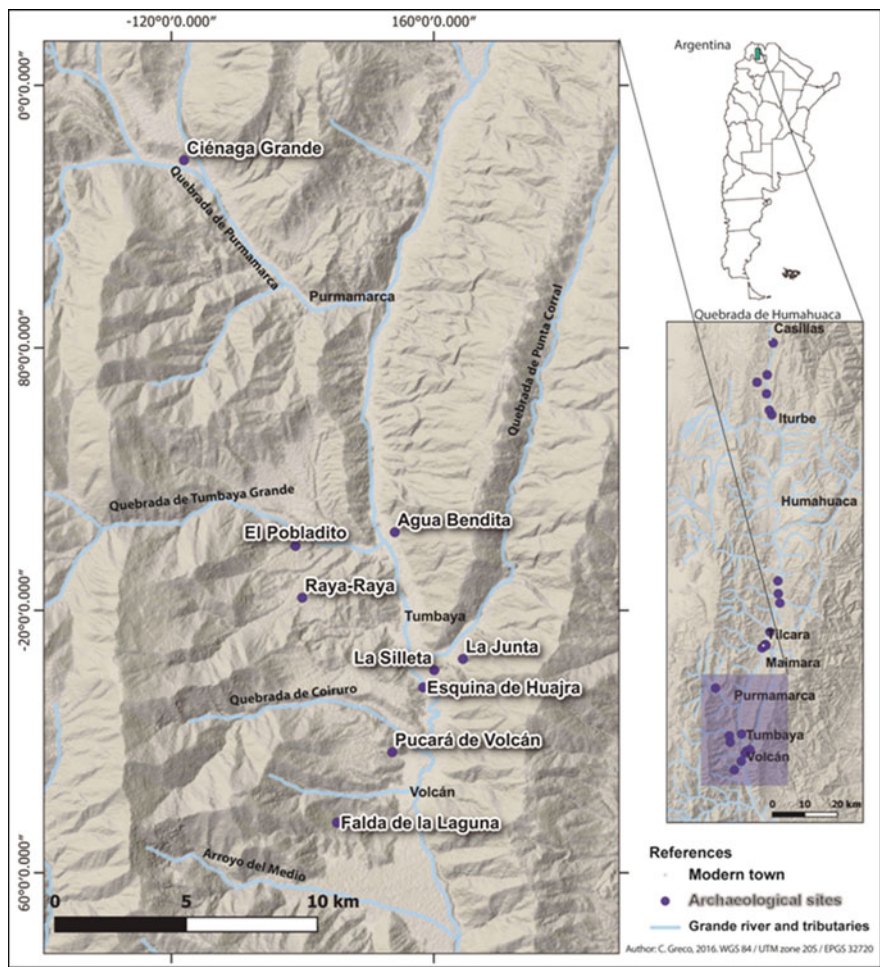 -120°0'0.000"
160°0'0.000"
0°0'0.000"
80°0'0.000"
-20°0'0.000"
60°0'0.000"
Ciénaga Grande
Quebrada de Purmamarca
Purmamarca
Quebrada de Punta Corral
Quebrada de Tumbaya Grande
El Pobladito
Agua Bendita
Raya-Raya
Tumbaya
La Junta
La Silleta
Esquina de Huajra
Quebrada de Coiruro
Pucará de Volcán
Volcán
Falda de la Laguna
Arroyo del Medio
0 5 10 km
Argentina
Quebrada de Humahuaca
Casillas
Iturbe
Humahuaca
Tilcara
Maimara
Purmamarca
Tumbaya
Volcán
0 10 20 km
References
Modern town
Archaeological sites
Grande river and tributaries
Author: C. Greco, 2016. WGS 84 / UTM zone 20S / EPGS 32720